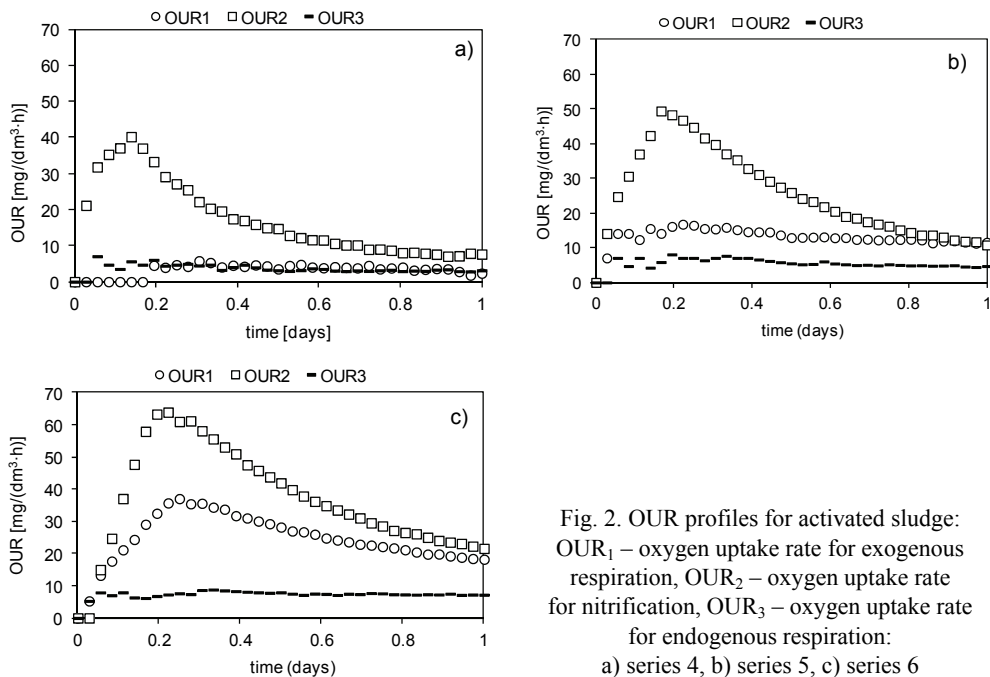 OUR1 OUR2 OUR3
a)
OUR [mg/(dm³·h)]
70
60
50
40
30
20
10
0
0 0.2 0.4 0.6 0.8 1
time [days]
OUR1 OUR2 OUR3
b)
OUR [mg/(dm³·h)]
70
60
50
40
30
20
10
0
0 0.2 0.4 0.6 0.8 1
time (days)
OUR1 OUR2 OUR3
c)
OUR [mg/(dm³·h)]
70
60
50
40
30
20
10
0
0 0.2 0.4 0.6 0.8 1
time (days)
Fig. 2. OUR profiles for activated sludge:
OUR₁ – oxygen uptake rate for exogenous
respiration, OUR₂ – oxygen uptake rate
for nitrification, OUR₃ – oxygen uptake rate
for endogenous respiration:
a) series 4, b) series 5, c) series 6